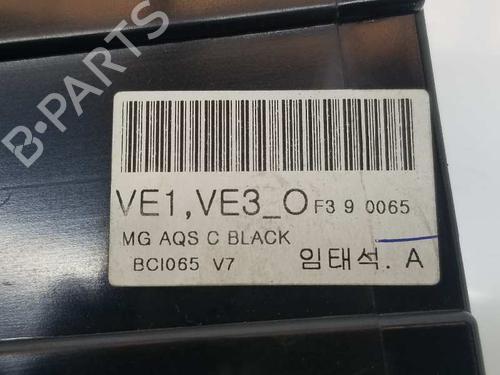 VE1,VE3_O F3 9 0065
MG AQS C BLACK
BCI065 V7 임태석. A
B-PARTS